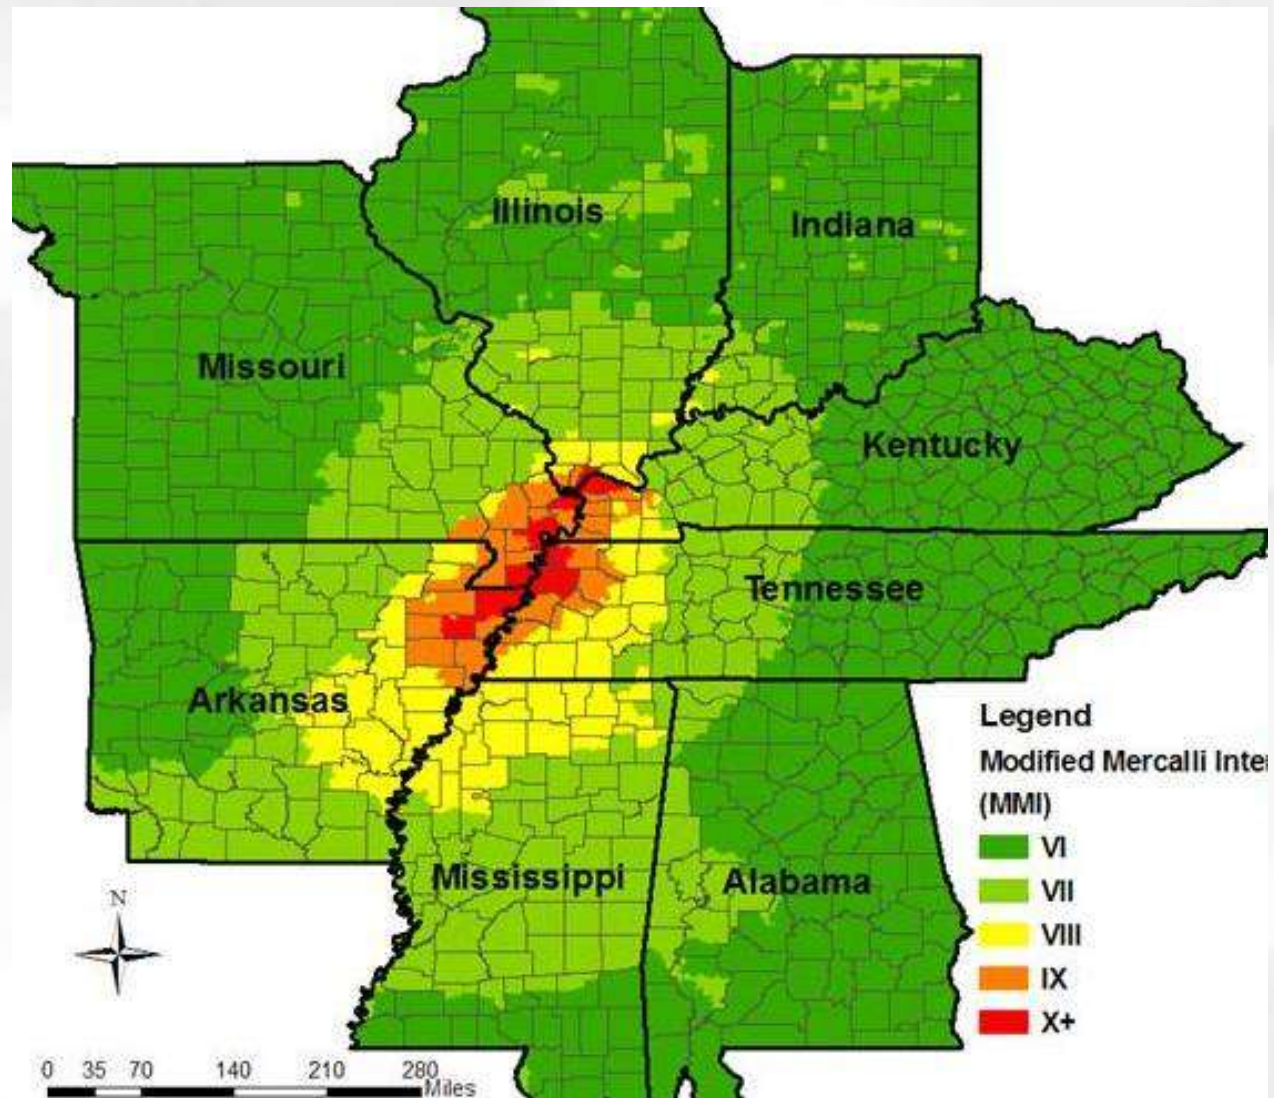 Illinois
Indiana
Missouri
Kentucky
Tennessee
Arkansas
Mississippi
Alabama
Legend
Modified Mercalli Inte
(MMI)
VI
VII
VIII
IX
X+
N
0 35 70 140 210 280
Miles